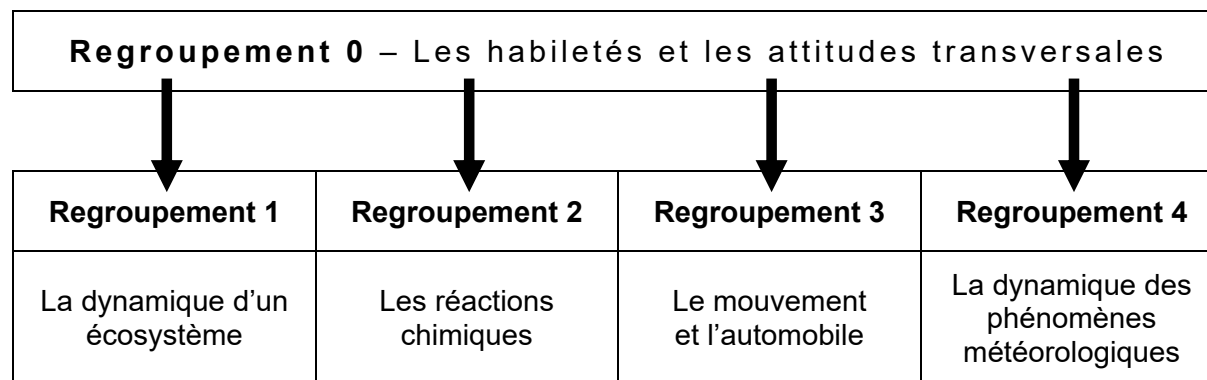 Regroupement 0 – Les habiletés et les attitudes transversales
Regroupement 1
Regroupement 2
Regroupement 3
Regroupement 4
La dynamique d’un
écosystème
Les réactions
chimiques
Le mouvement
et l’automobile
La dynamique des
phénomènes
météorologiques